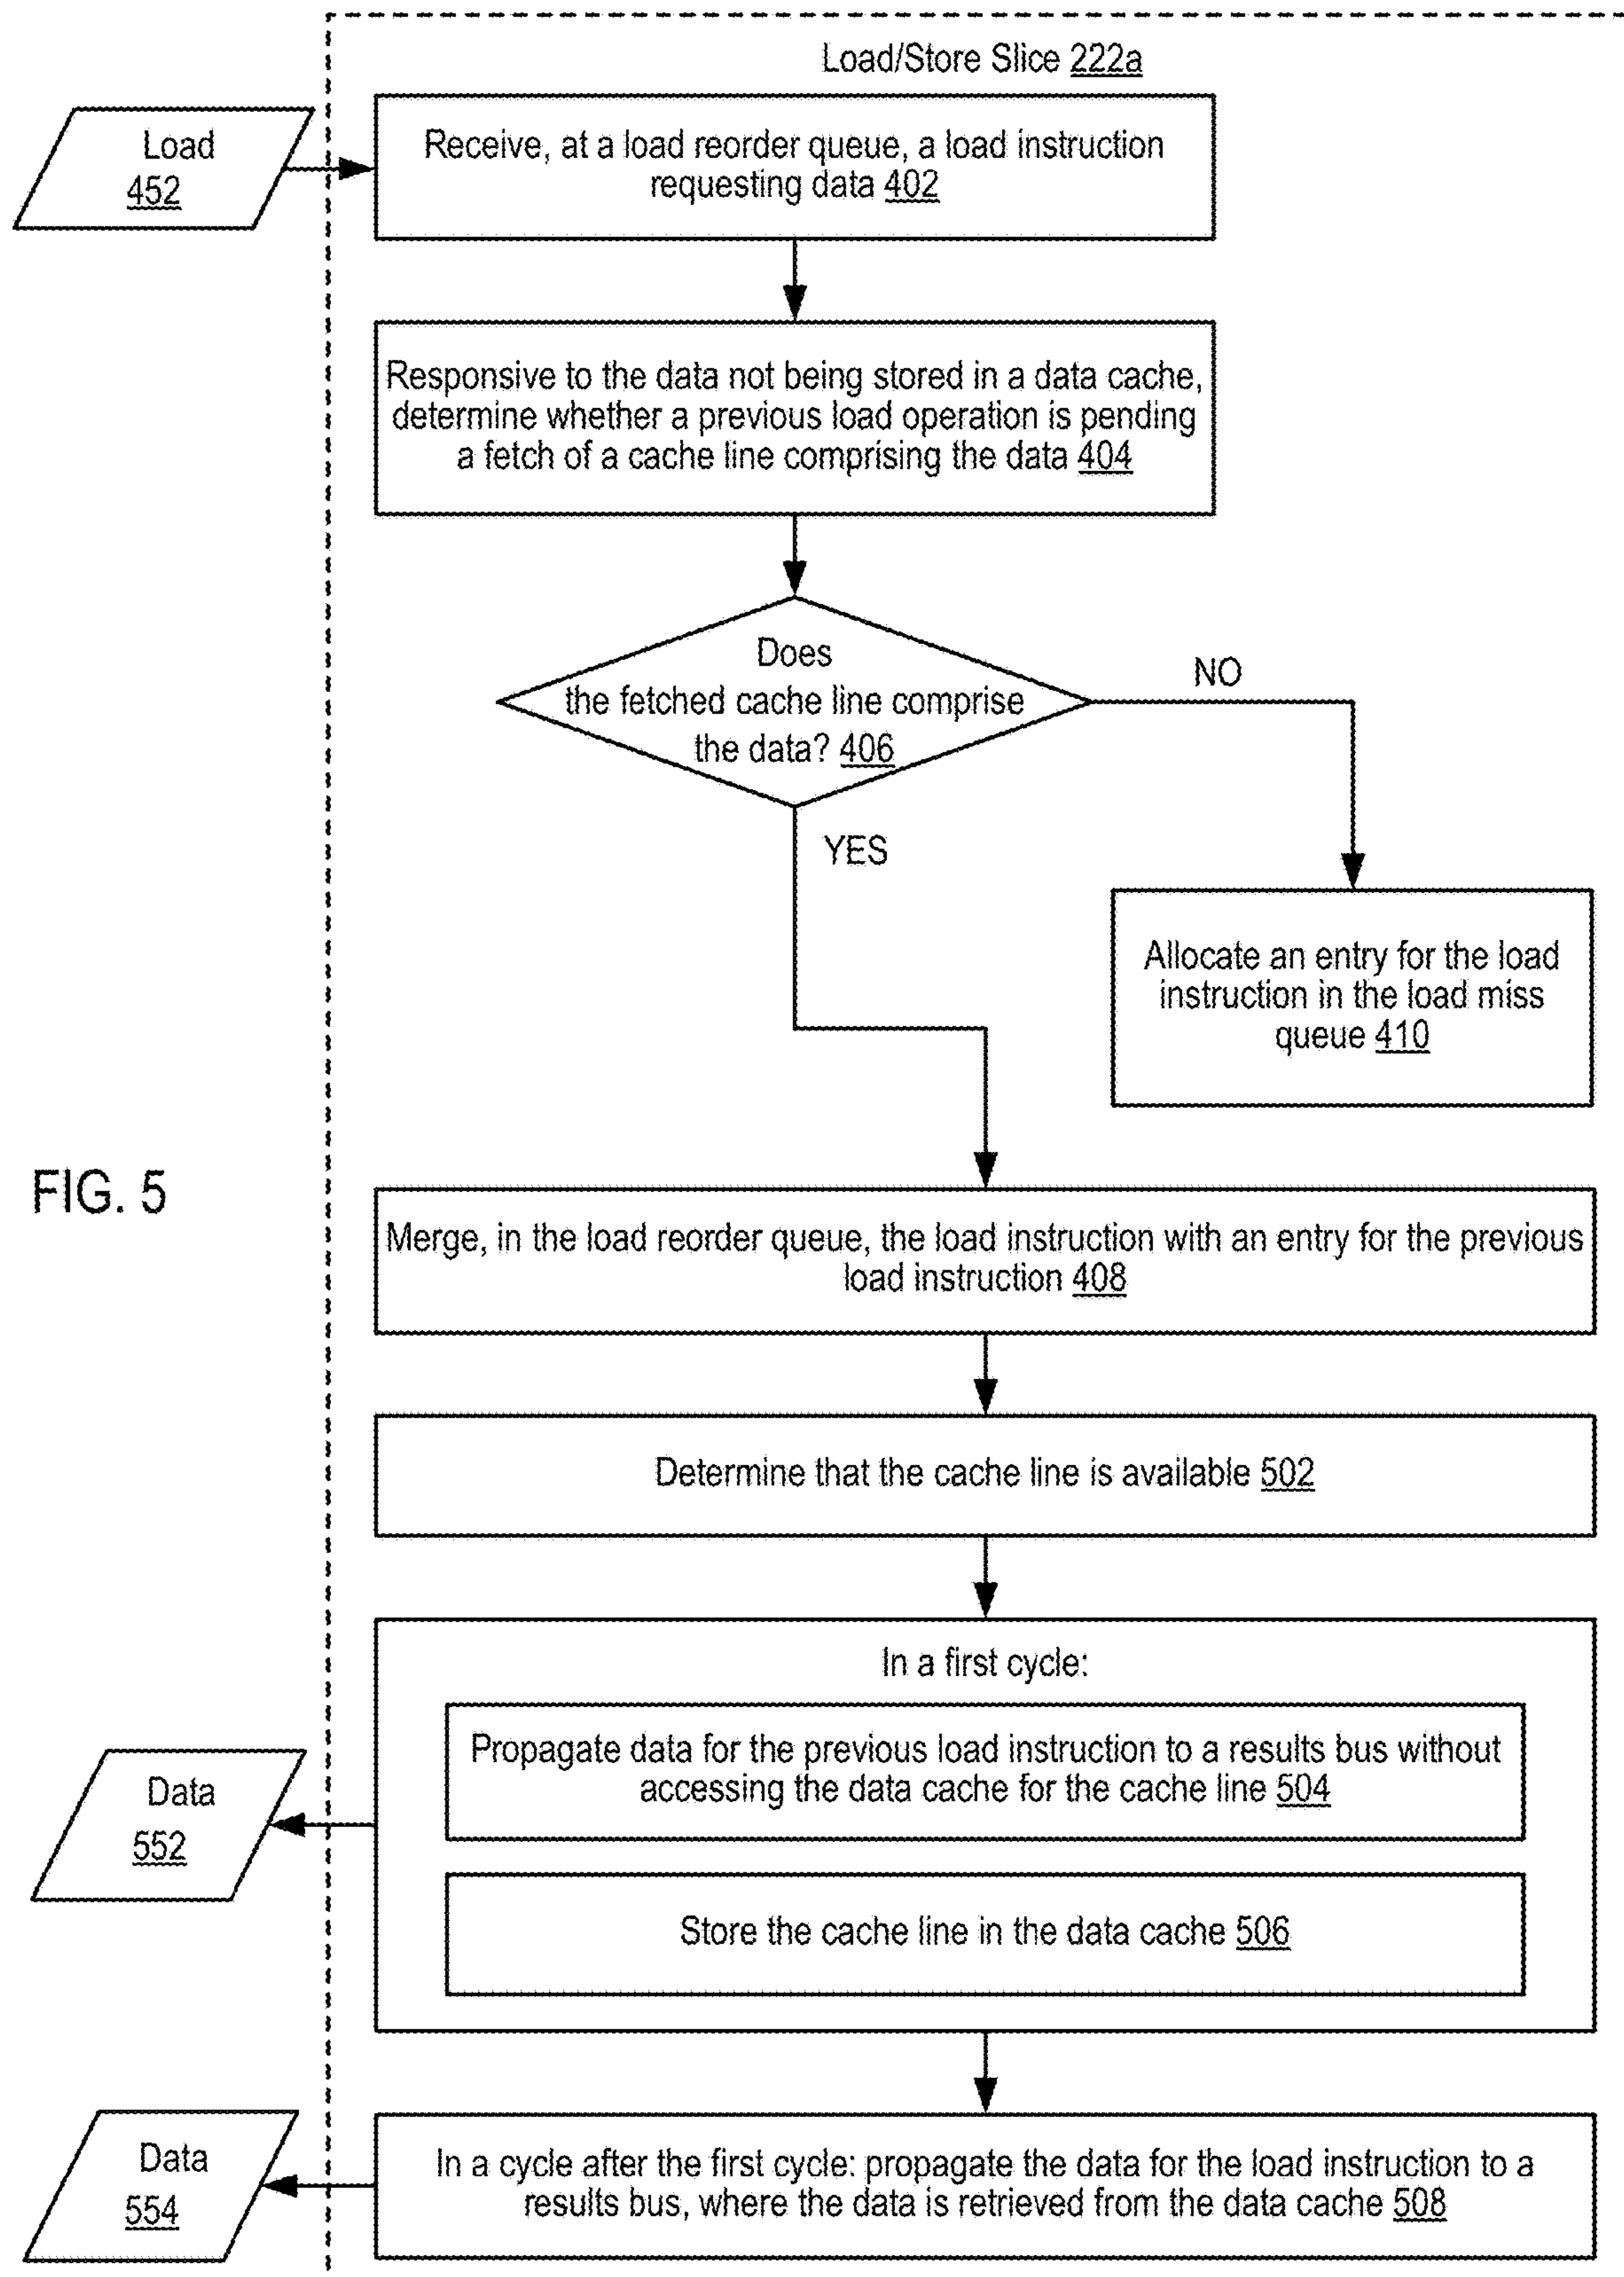 Load/Store Slice 222a
Load
452
Receive, at a load reorder queue, a load instruction
requesting data 402
Responsive to the data not being stored in a data cache,
determine whether a previous load operation is pending
a fetch of a cache line comprising the data 404
Does
the fetched cache line comprise
the data? 406
NO
YES
Allocate an entry for the load
instruction in the load miss
queue 410
FIG. 5
Merge, in the load reorder queue, the load instruction with an entry for the previous
load instruction 408
Determine that the cache line is available 502
In a first cycle:
Propagate data for the previous load instruction to a results bus without
accessing the data cache for the cache line 504
Data
552
Store the cache line in the data cache 506
Data
554
In a cycle after the first cycle: propagate the data for the load instruction to a
results bus, where the data is retrieved from the data cache 508